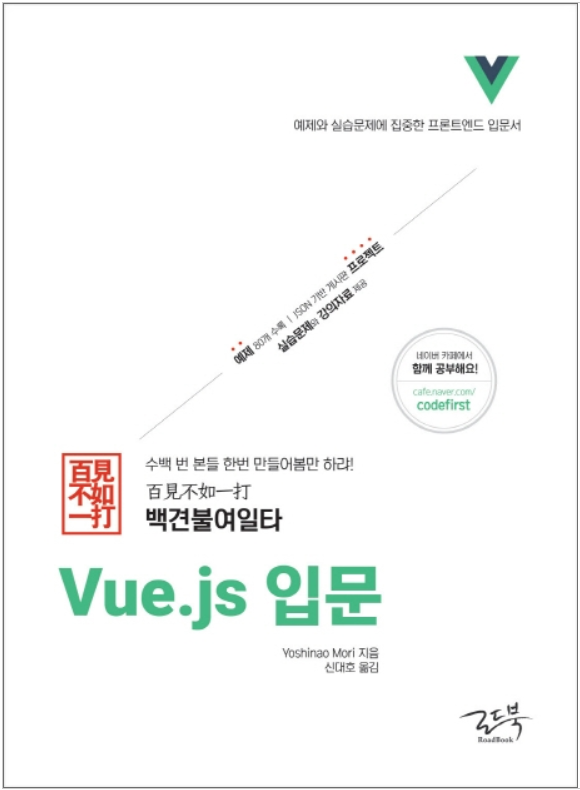 예제와 실습문제에 집중한 프론트엔드 입문서
예제 80개 수록 | JSON 기반 게시판 프로젝트
실습문제와 강의자료 제공
네이버 카페에서
함께 공부해요!
cafe.naver.com/
codefirst
百見
不如
一打
수백 번 본들 한번 만들어봄만 하랴!
百見不如一打
백견불여일타
Vue.js 입문
Yoshinao Mori 지음
신대호 옮김
로드북
RoadBook